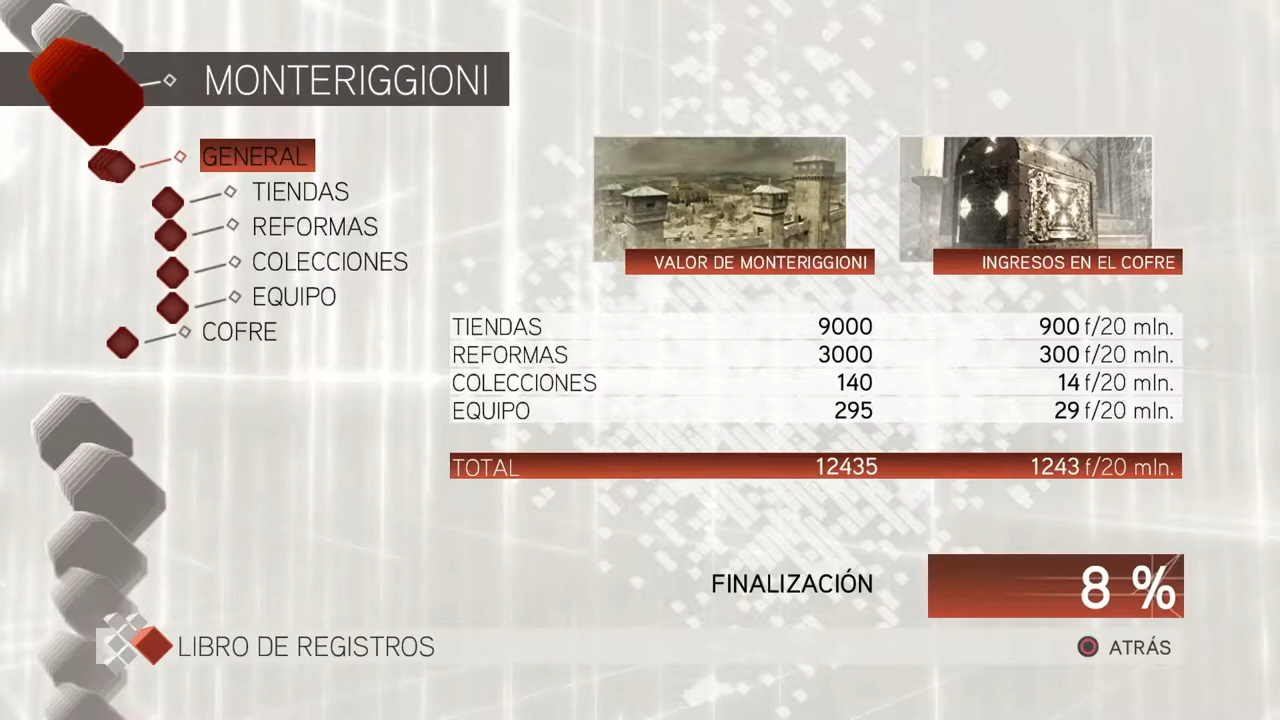 MONTERIGGIONI
GENERAL
TIENDAS
REFORMAS
COLECCIONES
EQUIPO
COFRE
VALOR DE MONTERIGGIONI
INGRESOS EN EL COFRE
TIENDAS 9000 900 f/20 mln.
REFORMAS 3000 300 f/20 mln.
COLECCIONES 140 14 f/20 mln.
EQUIPO 295 29 f/20 mln.
TOTAL 12435 1243 f/20 mln.
FINALIZACIÓN 8 %
LIBRO DE REGISTROS
ATRÁS